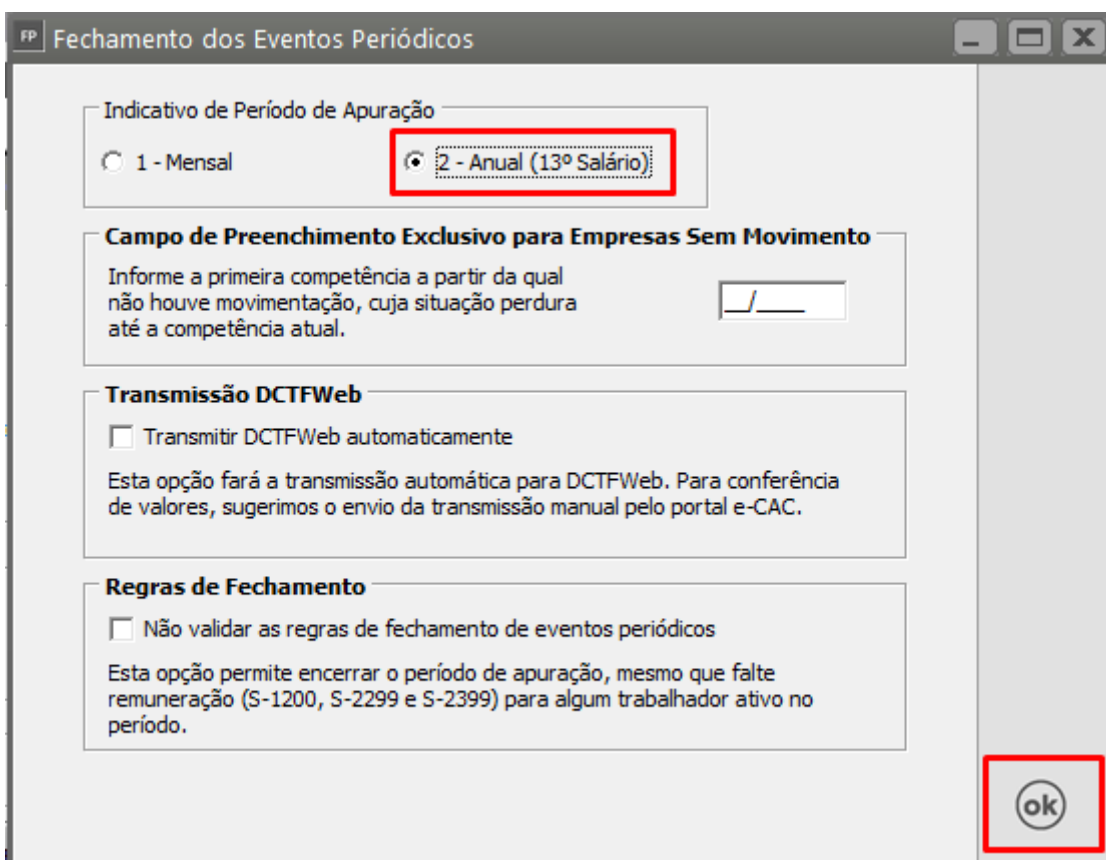 FP Fechamento dos Eventos Periódicos
Indicativo de Período de Apuração
1 - Mensal
2 - Anual (13º Salário)
Campo de Preenchimento Exclusivo para Empresas Sem Movimento
Informe a primeira competência a partir da qual
não houve movimentação, cuja situação perdura
até a competência atual.
__/____
Transmissão DCTFWeb
Transmitir DCTFWeb automaticamente
Esta opção fará a transmissão automática para DCTFWeb. Para conferência
de valores, sugerimos o envio da transmissão manual pelo portal e-CAC.
Regras de Fechamento
Não validar as regras de fechamento de eventos periódicos
Esta opção permite encerrar o período de apuração, mesmo que falte
remuneração (S-1200, S-2299 e S-2399) para algum trabalhador ativo no
período.
ok